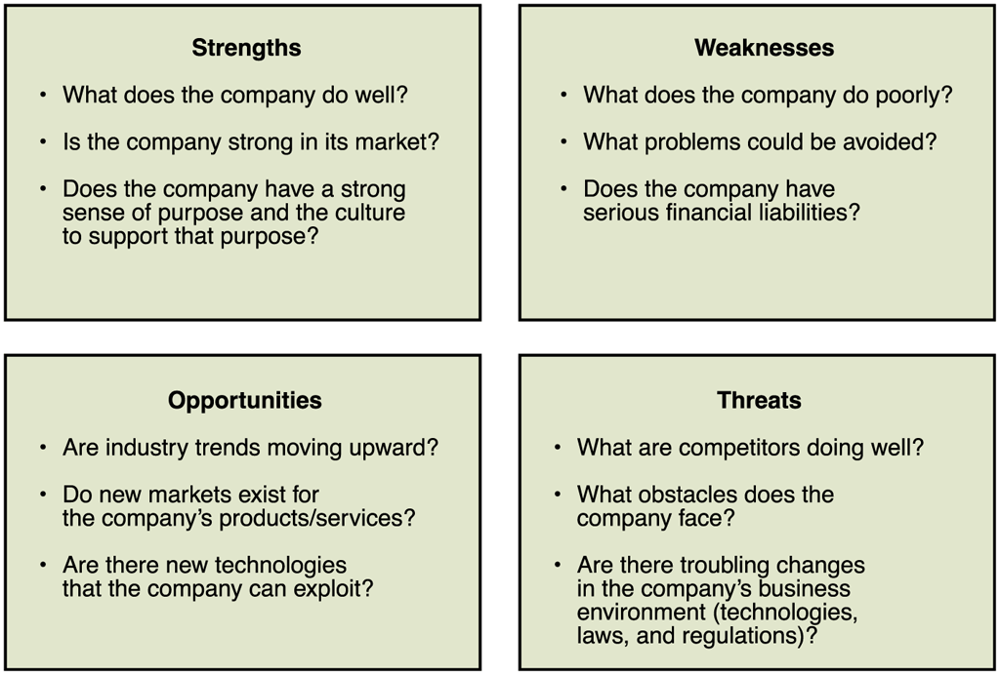 Strengths
• What does the company do well?
• Is the company strong in its market?
• Does the company have a strong
sense of purpose and the culture
to support that purpose?
Weaknesses
• What does the company do poorly?
• What problems could be avoided?
• Does the company have
serious financial liabilities?
Opportunities
• Are industry trends moving upward?
• Do new markets exist for
the company’s products/services?
• Are there new technologies
that the company can exploit?
Threats
• What are competitors doing well?
• What obstacles does the
company face?
• Are there troubling changes
in the company’s business
environment (technologies,
laws, and regulations)?